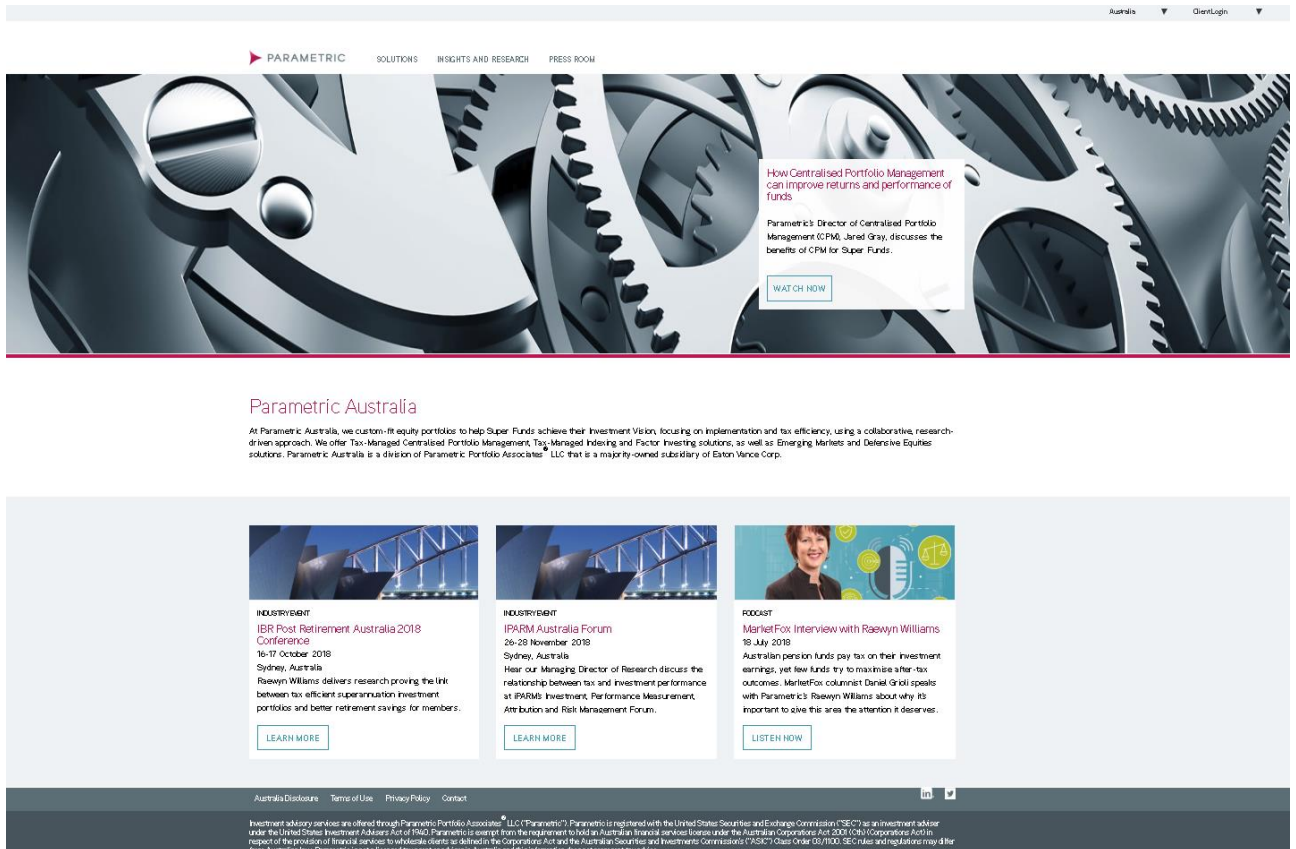 Australia ▼ ClientLogin ▼
PARAMETRIC SOLUTIONS INSIGHTS AND RESEARCH PRESS ROOM
How Centralised Portfolio Management
can improve returns and performance of
funds
Parametric's Director of Centralised Portfolio
Management (CPM), Jared Gray, discusses the
benefits of CPM for Super Funds.
WATCH NOW
Parametric Australia
At Parametric Australia, we custom-fit equity portfolios to help Super Funds achieve their Investment Vision, focusing on implementation and tax efficiency, using a collaborative, research-
driven approach. We offer Tax-Managed Centralised Portfolio Management, Tax-Managed Indexing and Factor Investing solutions, as well as Emerging Markets and Defensive Equities
solutions. Parametric Australia is a division of Parametric Portfolio Associates® LLC that is a majority-owned subsidiary of Eaton Vance Corp.
INDUSTRY EVENT
IBR Post Retirement Australia 2018
Conference
16-17 October 2018
Sydney, Australia
Raewyn Williams delivers research proving the link
between tax efficient superannuation investment
portfolios and better retirement savings for members.
LEARN MORE
INDUSTRY EVENT
IPARM Australia Forum
26-28 November 2018
Sydney, Australia
Hear our Managing Director of Research discuss the
relationship between tax and investment performance
at iPARM's Investment, Performance Measurement,
Attribution and Risk Management Forum.
LEARN MORE
PODCAST
MarketFox Interview with Raewyn Williams
18 July 2018
Australian pension funds pay tax on their investment
earnings, yet few funds try to maximise after-tax
outcomes. MarketFox columnist Daniel Grioli speaks
with Parametric's Raewyn Williams about why it's
important to give this area the attention it deserves.
LISTEN NOW
Australia Disclosure Terms of Use Privacy Policy Contact
in
Investment advisory services are offered through Parametric Portfolio Associates® LLC ("Parametric"). Parametric is registered with the United States Securities and Exchange Commission ("SEC") as an investment adviser
under the United States Investment Advisers Act of 1940. Parametric is exempt from the requirement to hold an Australian financial services license under the Australian Corporations Act 2001 (Cth) (Corporations Act) in
respect of the provision of financial services to wholesale clients as defined in the Corporations Act and the Australian Securities and Investments Commission's ("ASIC") Class Order 03/1100. SEC rules and regulations may differ